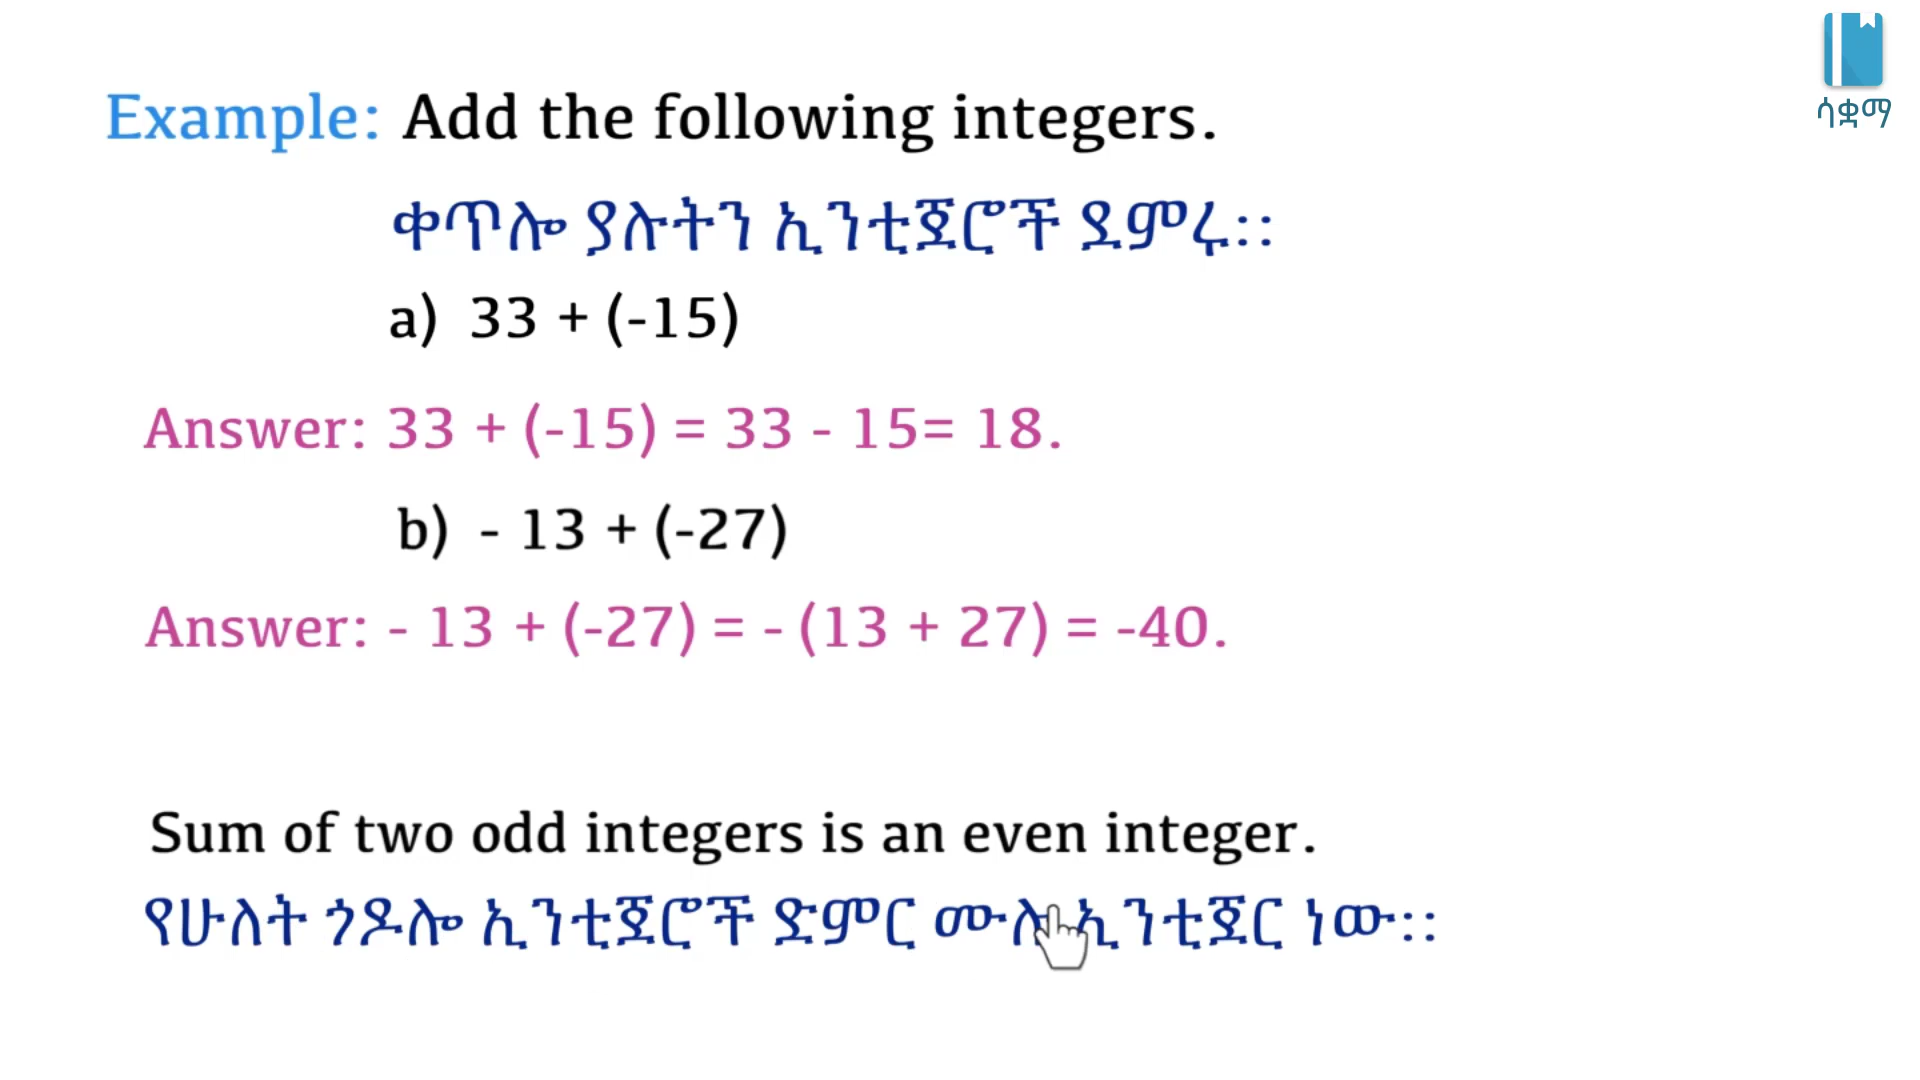 ሳቋማ
Example: Add the following integers.
ቀጥሎ ያሉትን ኢንቲጀሮች ደምሩ::
a) 33 + (-15)
Answer: 33 + (-15) = 33 - 15= 18.
b) - 13 + (-27)
Answer: - 13 + (-27) = - (13 + 27) = -40.
Sum of two odd integers is an even integer.
የሁለት ጎዶሎ ኢንቲጀሮች ድምር ሙሉ ኢንቲጀር ነው::